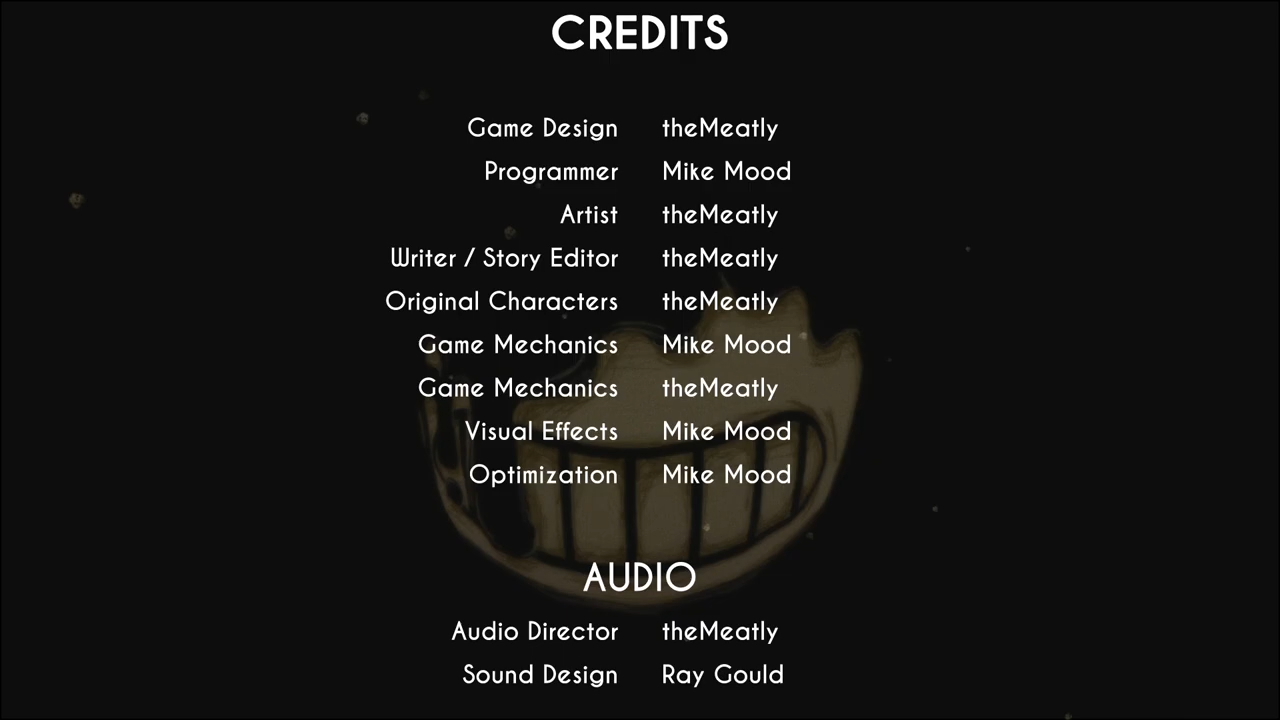 CREDITS
Game Design theMeatly
Programmer Mike Mood
Artist theMeatly
Writer / Story Editor theMeatly
Original Characters theMeatly
Game Mechanics Mike Mood
Game Mechanics theMeatly
Visual Effects Mike Mood
Optimization Mike Mood
AUDIO
Audio Director theMeatly
Sound Design Ray Gould